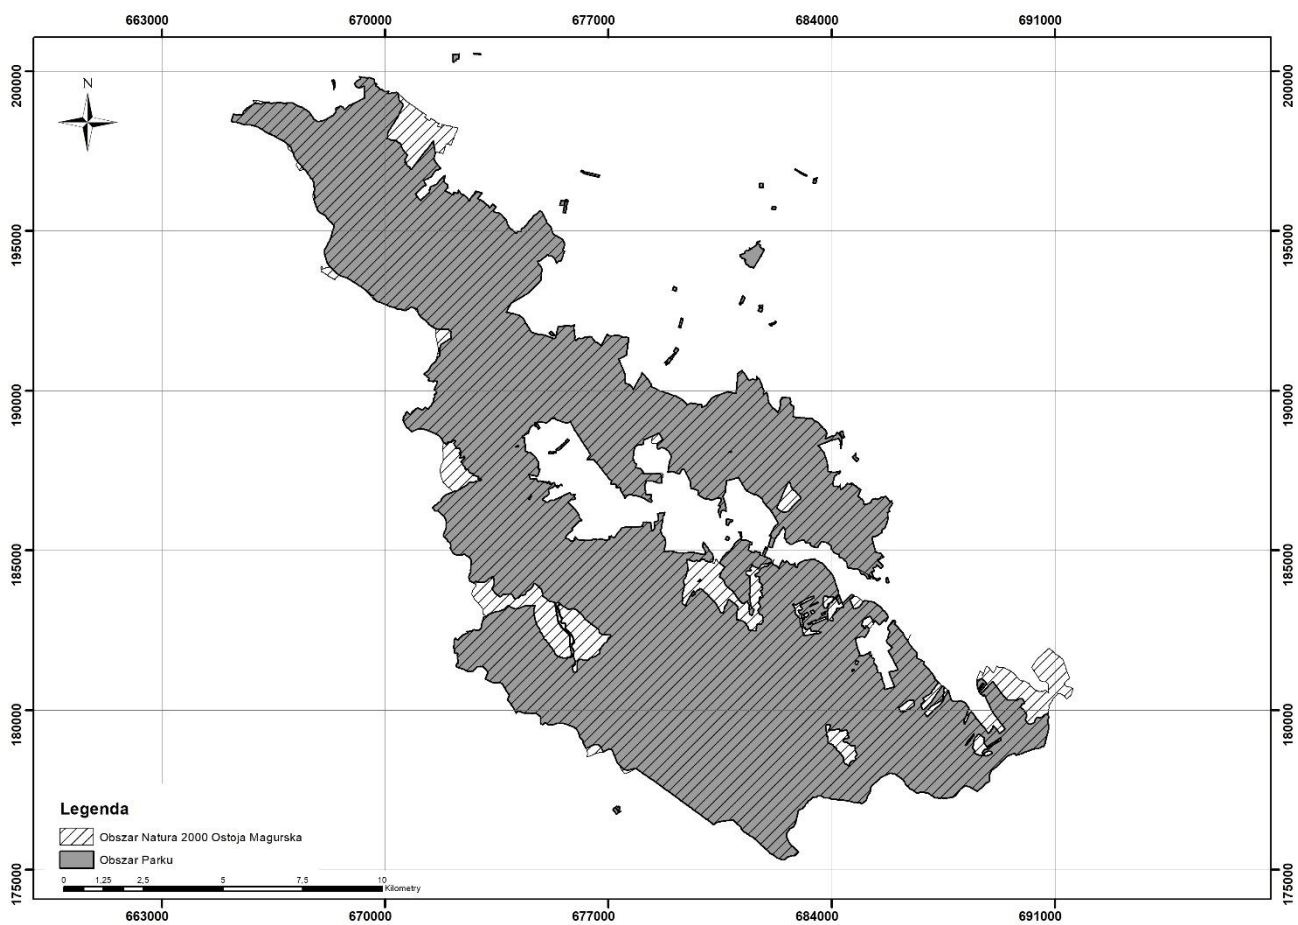 663000 670000 677000 684000 691000
200000 200000
N
195000 195000
190000 190000
185000 185000
180000 180000
Legenda
Obszar Natura 2000 Ostoja Magurska
Obszar Parku
175000 175000
0 1,25 2,5 5 7,5 10
Kilometry
663000 670000 677000 684000 691000